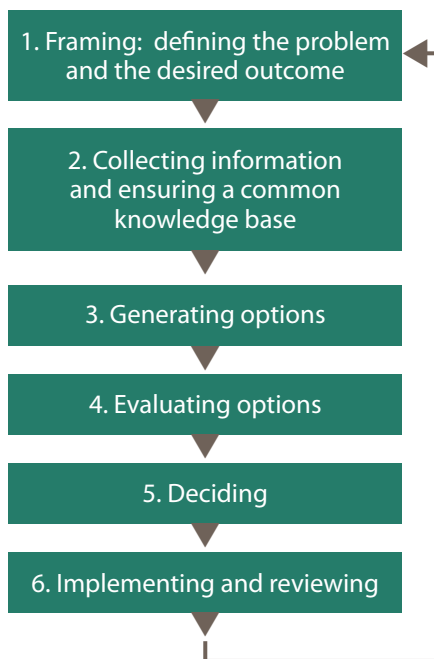 1. Framing:  defining the problem
and the desired outcome
2. Collecting information
and ensuring a common
knowledge base
3. Generating options
4. Evaluating options
5. Deciding
6. Implementing and reviewing